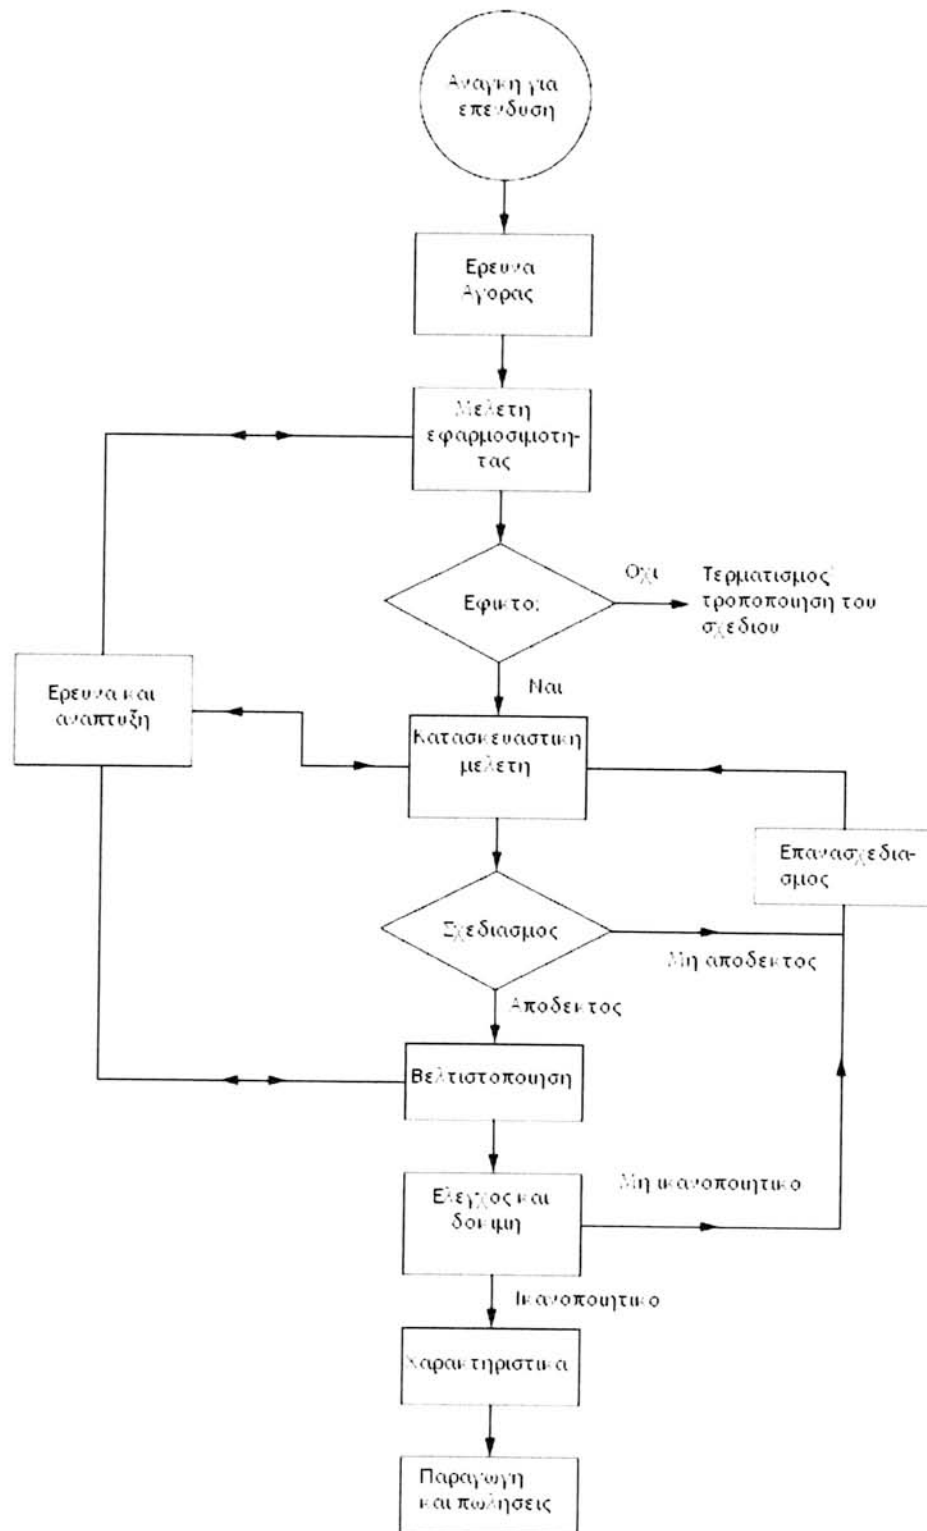 Αναγκη για
επενδυση
Ερευνα
Αγορας
Μελετη
εφαρμοσιμοτη-
τας
Εφικτο;
Οχι
Τερματισμος'
τροποποιηση του
σχεδιου
Ναι
Ερευνα και
αναπτυξη
Κατασκευαστικη
μελετη
Επανασχεδια-
σμος
Σχεδιασμος
Μη αποδεκτος
Αποδεκτος
Βελτιστοποιηση
Ελεγχος και
δοκιμη
Μη ικανοποιητικο
Ικανοποιητικο
Χαρακτηριστικα
Παραγωγη
και πωλησεις